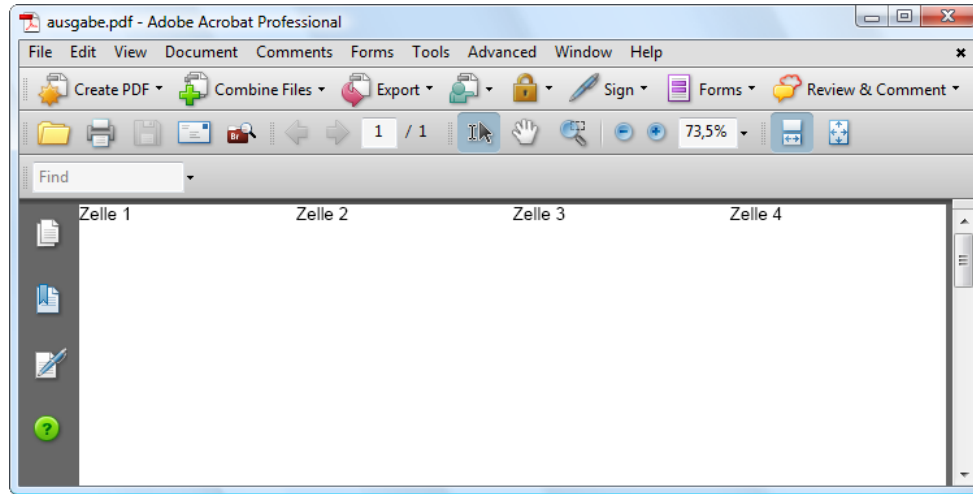 ausgabe.pdf - Adobe Acrobat Professional
File Edit View Document Comments Forms Tools Advanced Window Help
Create PDF Combine Files Export Sign Forms Review & Comment
Br 1 / 1 73,5%
Find
Zelle 1 Zelle 2 Zelle 3 Zelle 4
?